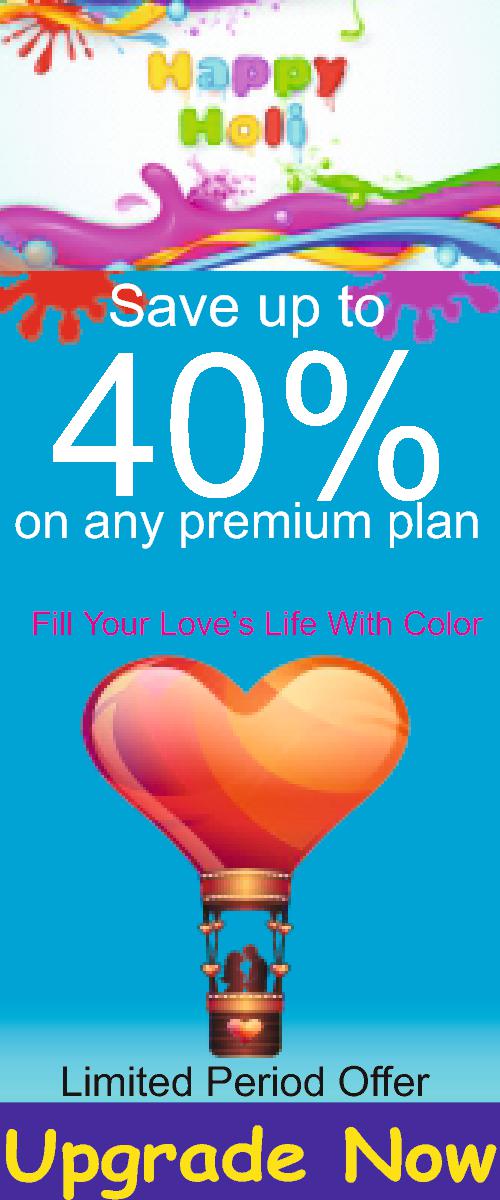 Happy
Holi
Save up to
40%
on any premium plan
Fill Your Love's Life With Color
Limited Period Offer
Upgrade Now